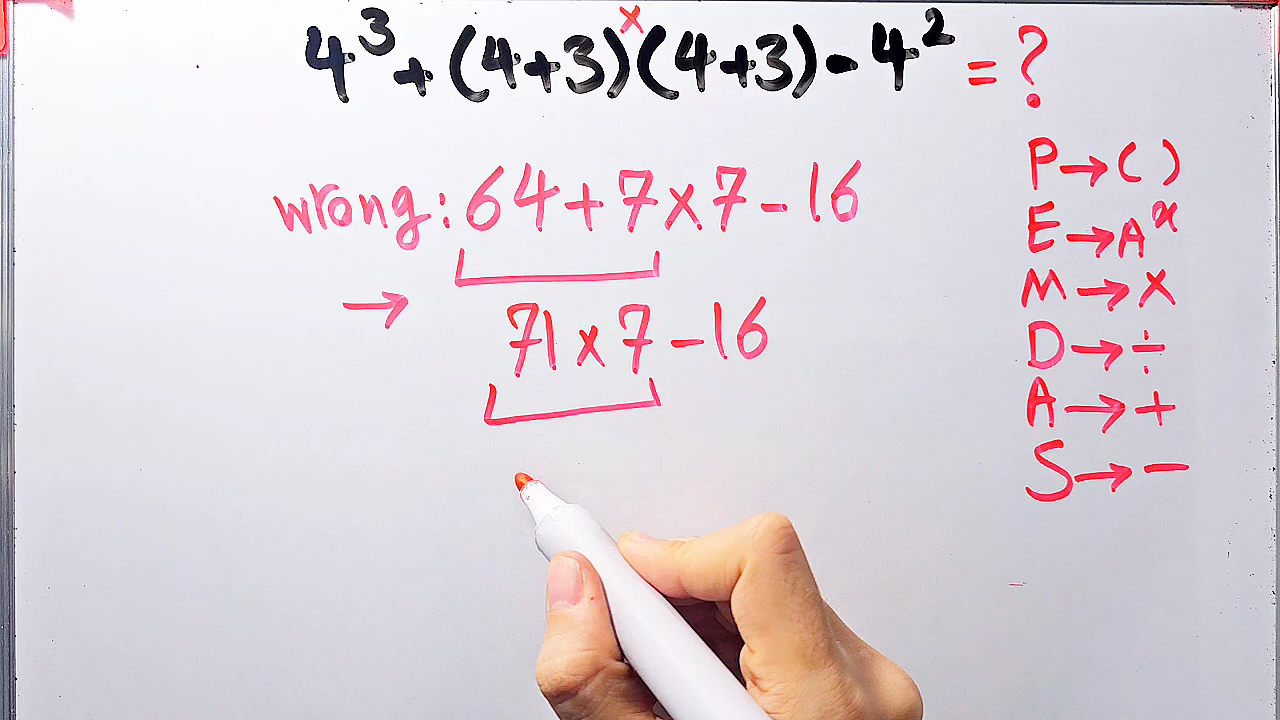 4³ + (4+3)×(4+3) - 4² = ?
wrong: 64 + 7 × 7 - 16
→ 71 × 7 - 16
P → ( )
E → Aˣ
M → ×
D → ÷
A → +
S → -